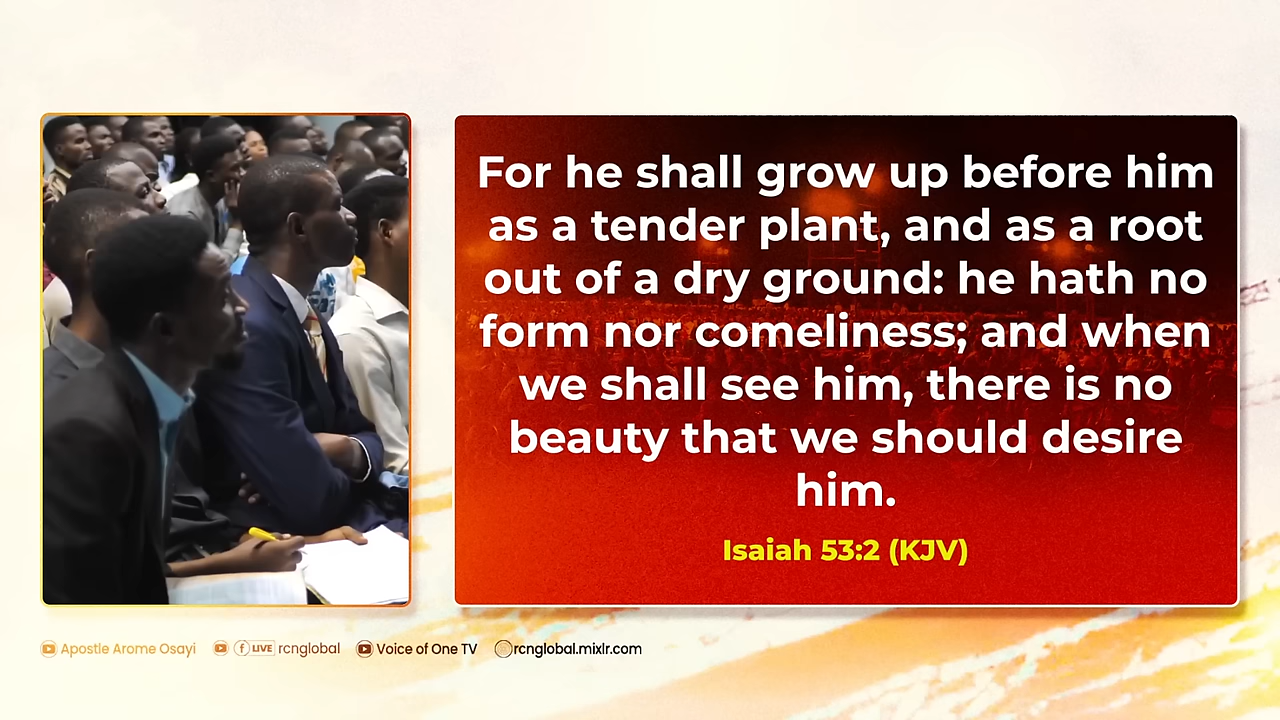 For he shall grow up before him
as a tender plant, and as a root
out of a dry ground: he hath no
form nor comeliness; and when
we shall see him, there is no
beauty that we should desire
him.
Isaiah 53:2 (KJV)
Apostle Arome Osayi LIVE rcnglobal Voice of One TV rcnglobal.mixlr.com